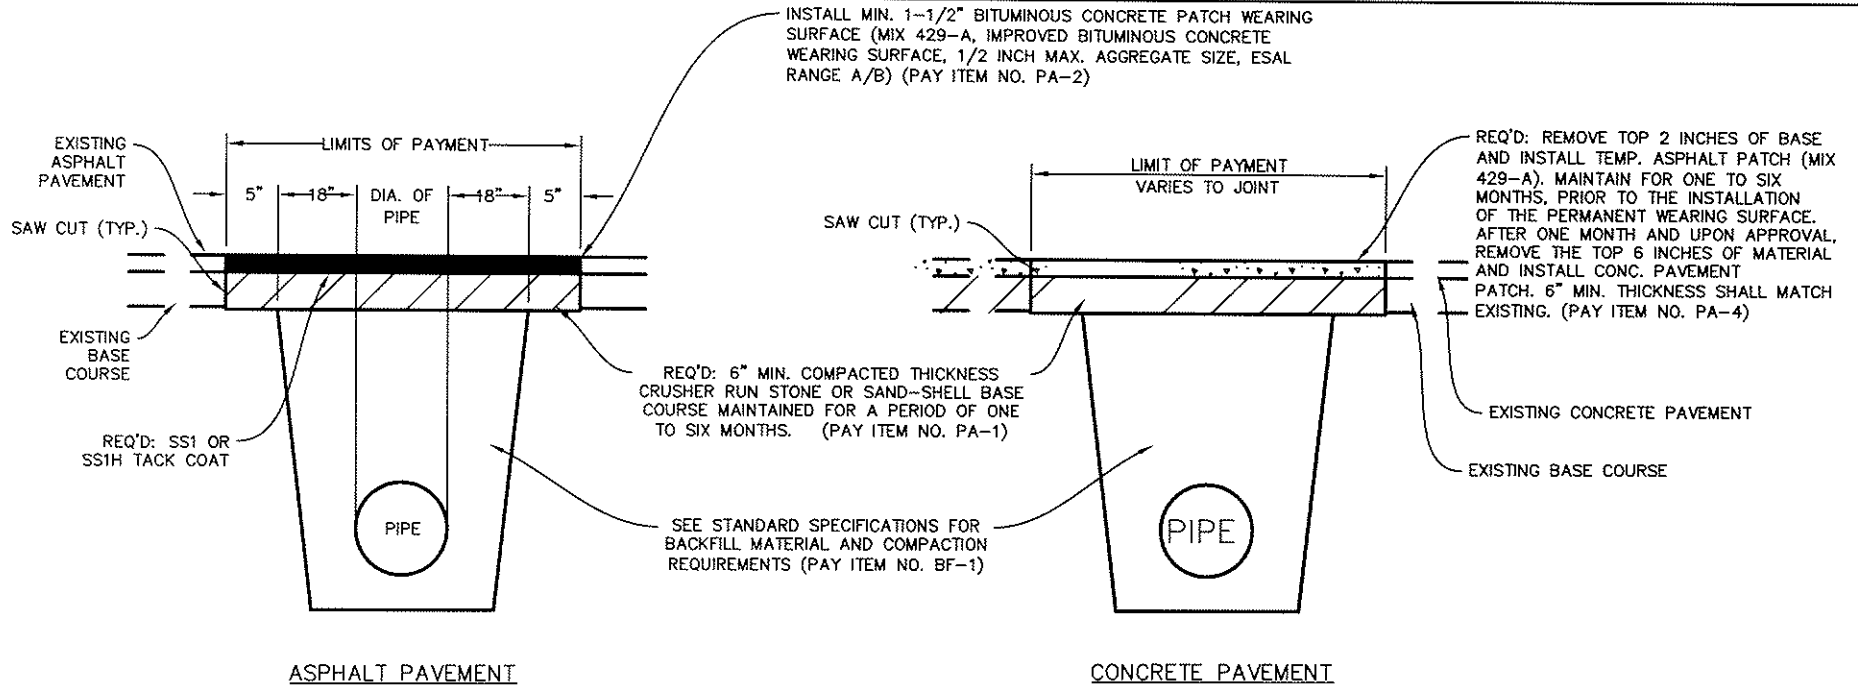 INSTALL MIN. 1-1/2" BITUMINOUS CONCRETE PATCH WEARING
SURFACE (MIX 429-A, IMPROVED BITUMINOUS CONCRETE
WEARING SURFACE, 1/2 INCH MAX. AGGREGATE SIZE, ESAL
RANGE A/B) (PAY ITEM NO. PA-2)
EXISTING
ASPHALT
PAVEMENT
LIMITS OF PAYMENT
5" 18" DIA. OF 18" 5"
PIPE
SAW CUT (TYP.)
EXISTING
BASE
COURSE
REQ'D: SS1 OR
SS1H TACK COAT
PIPE
ASPHALT PAVEMENT
REQ'D: 6" MIN. COMPACTED THICKNESS
CRUSHER RUN STONE OR SAND-SHELL BASE
COURSE MAINTAINED FOR A PERIOD OF ONE
TO SIX MONTHS. (PAY ITEM NO. PA-1)
SEE STANDARD SPECIFICATIONS FOR
BACKFILL MATERIAL AND COMPACTION
REQUIREMENTS (PAY ITEM NO. BF-1)
LIMIT OF PAYMENT
VARIES TO JOINT
SAW CUT (TYP.)
REQ'D: REMOVE TOP 2 INCHES OF BASE
AND INSTALL TEMP. ASPHALT PATCH (MIX
429-A). MAINTAIN FOR ONE TO SIX
MONTHS, PRIOR TO THE INSTALLATION
OF THE PERMANENT WEARING SURFACE.
AFTER ONE MONTH AND UPON APPROVAL,
REMOVE THE TOP 6 INCHES OF MATERIAL
AND INSTALL CONC. PAVEMENT
PATCH. 6" MIN. THICKNESS SHALL MATCH
EXISTING. (PAY ITEM NO. PA-4)
EXISTING CONCRETE PAVEMENT
EXISTING BASE COURSE
PIPE
CONCRETE PAVEMENT